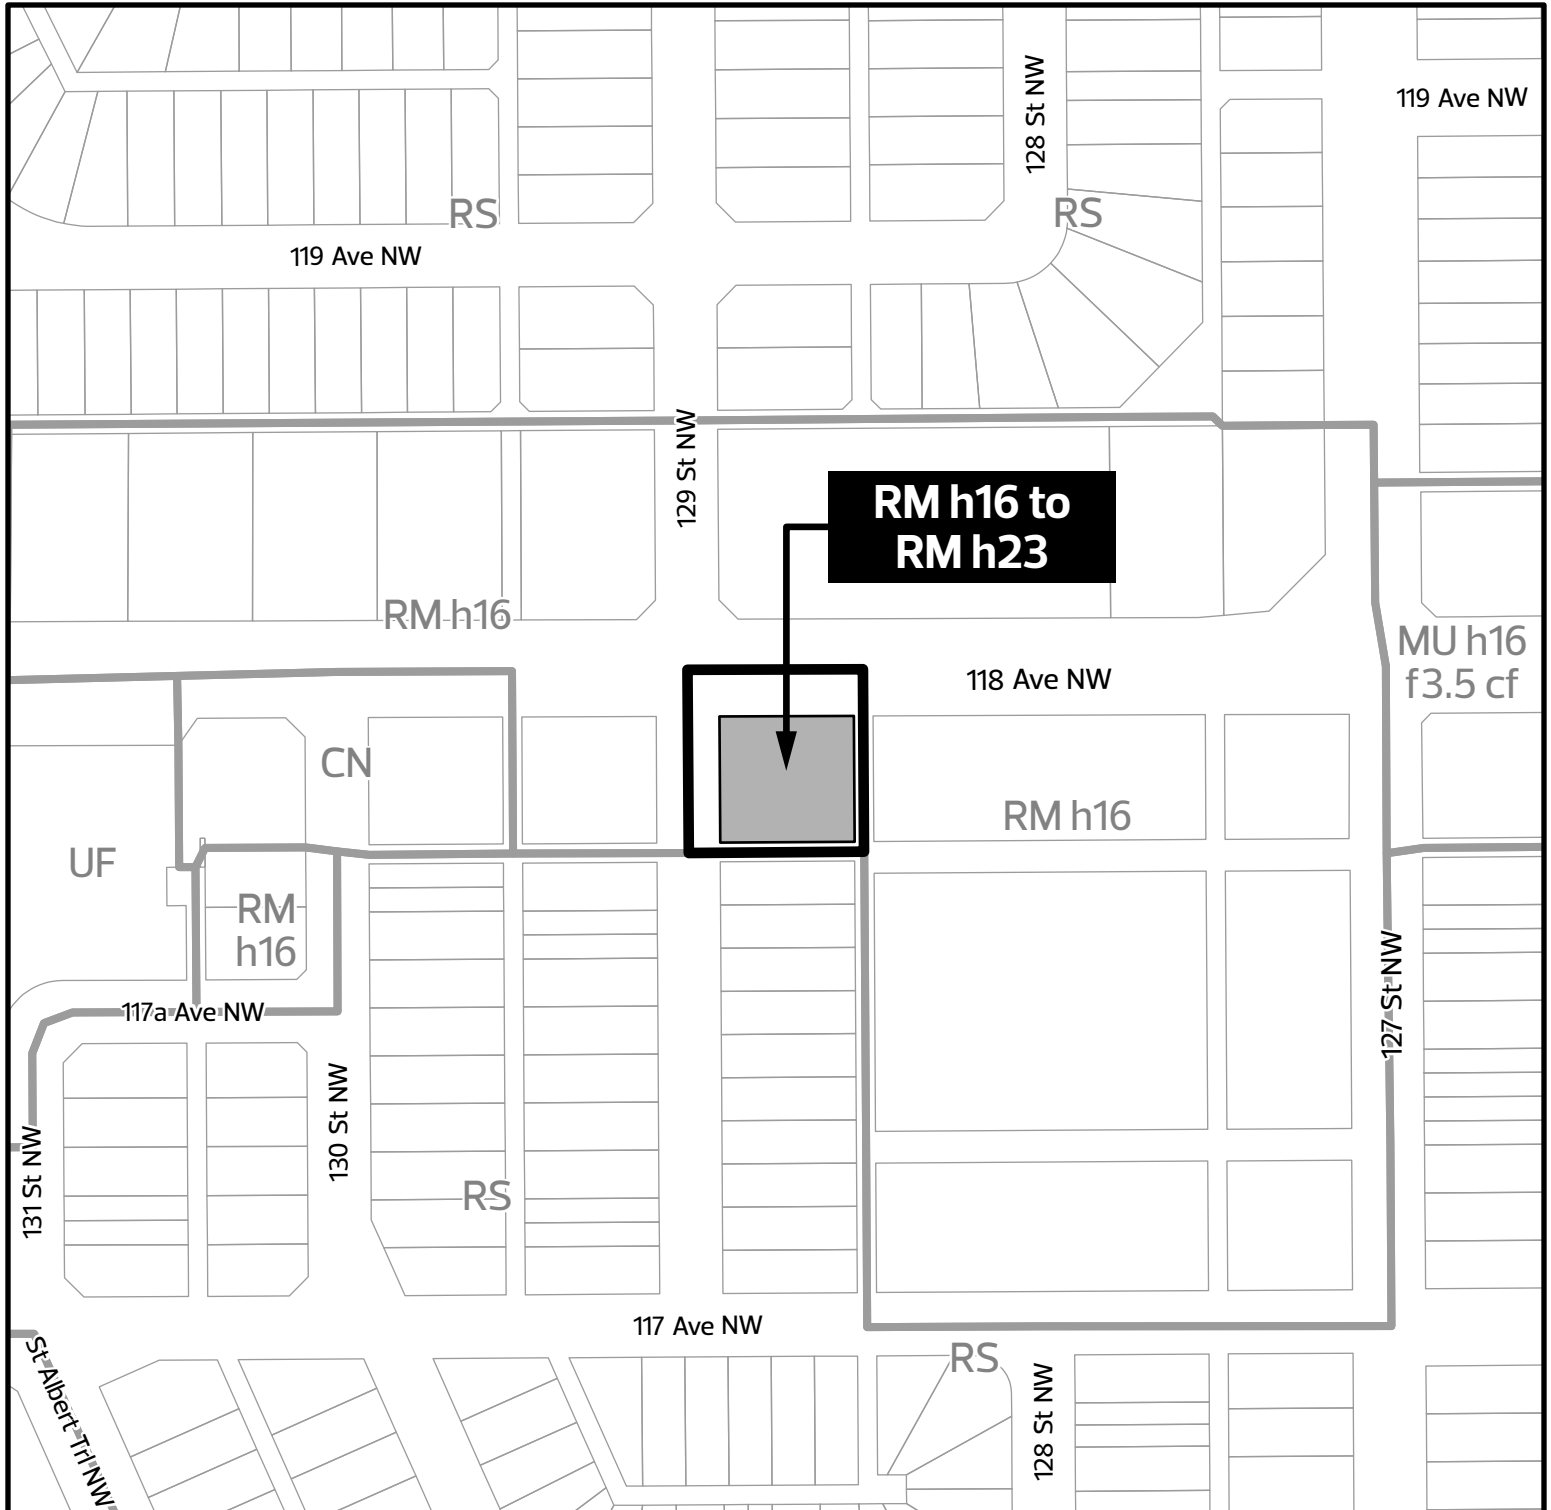 128 St NW
119 Ave NW
RS
RS
119 Ave NW
129 St NW
RM h16 to
RM h23
RM h16
MU h16
f3.5 cf
118 Ave NW
CN
RM h16
UF
RM
h16
127 St NW
117a Ave NW
130 St NW
131 St NW
RS
117 Ave NW
RS
St Albert Trl NW
128 St NW